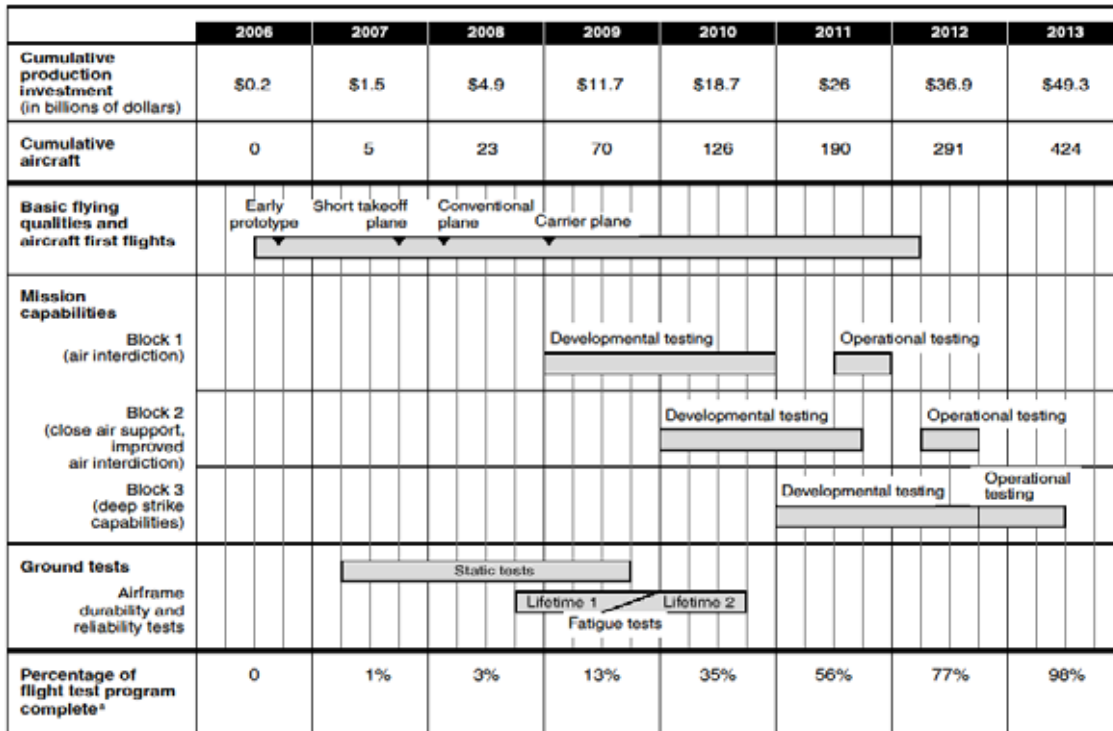 2006 2007 2008 2009 2010 2011 2012 2013
Cumulative
production
investment
(in billions of dollars)
$0.2 $1.5 $4.9 $11.7 $18.7 $26 $36.9 $49.3
Cumulative
aircraft
0 5 23 70 126 190 291 424
Basic flying
qualities and
aircraft first flights
Early
prototype
Short takeoff
plane
Conventional
plane
Carrier plane
Mission
capabilities
Block 1
(air interdiction)
Developmental testing
Operational testing
Block 2
(close air support,
improved
air interdiction)
Developmental testing
Operational testing
Block 3
(deep strike
capabilities)
Developmental testing
Operational
testing
Ground tests
Static tests
Airframe
durability and
reliability tests
Lifetime 1
Lifetime 2
Fatigue tests
Percentage of
flight test program
complete
0 1% 3% 13% 35% 56% 77% 98%